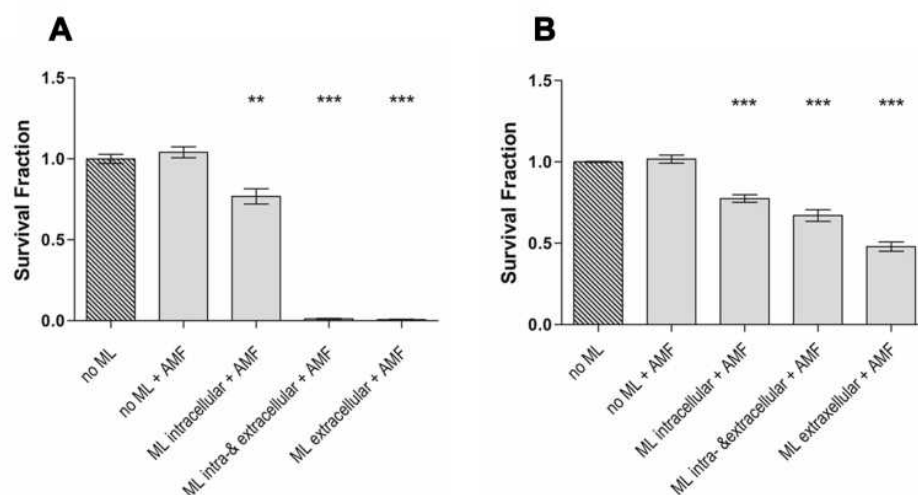 A
1.5
1.0
0.5
0.0
Survival Fraction
**
***
***
no ML
no ML + AMF
ML intracellular + AMF
ML intra-& extracellular + AMF
ML extracellular + AMF
B
1.5
1.0
0.5
0.0
Survival Fraction
***
***
***
no ML
no ML + AMF
ML intracellular + AMF
ML intra- &extracellular + AMF
ML extraxellular + AMF